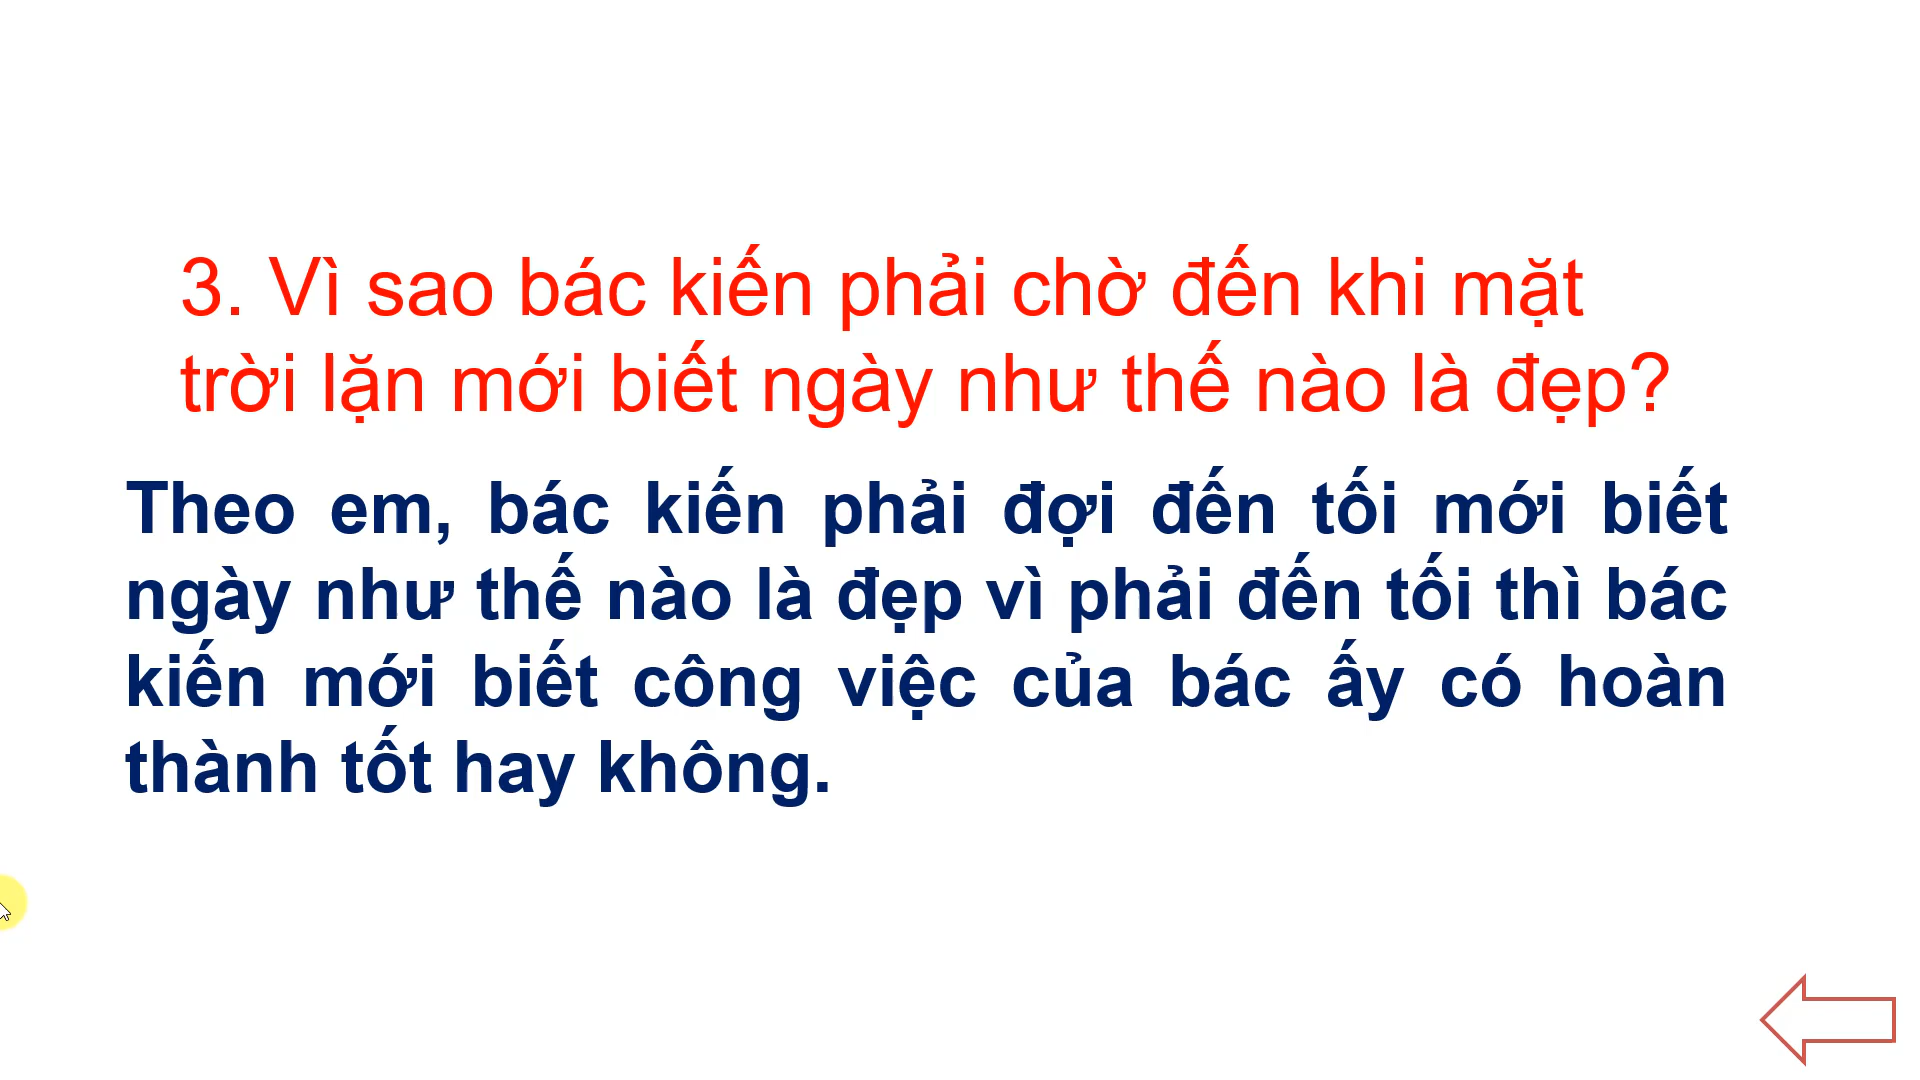 3. Vì sao bác kiến phải chờ đến khi mặt
trời lặn mới biết ngày như thế nào là đẹp?
Theo em, bác kiến phải đợi đến tối mới biết
ngày như thế nào là đẹp vì phải đến tối thì bác
kiến mới biết công việc của bác ấy có hoàn
thành tốt hay không.